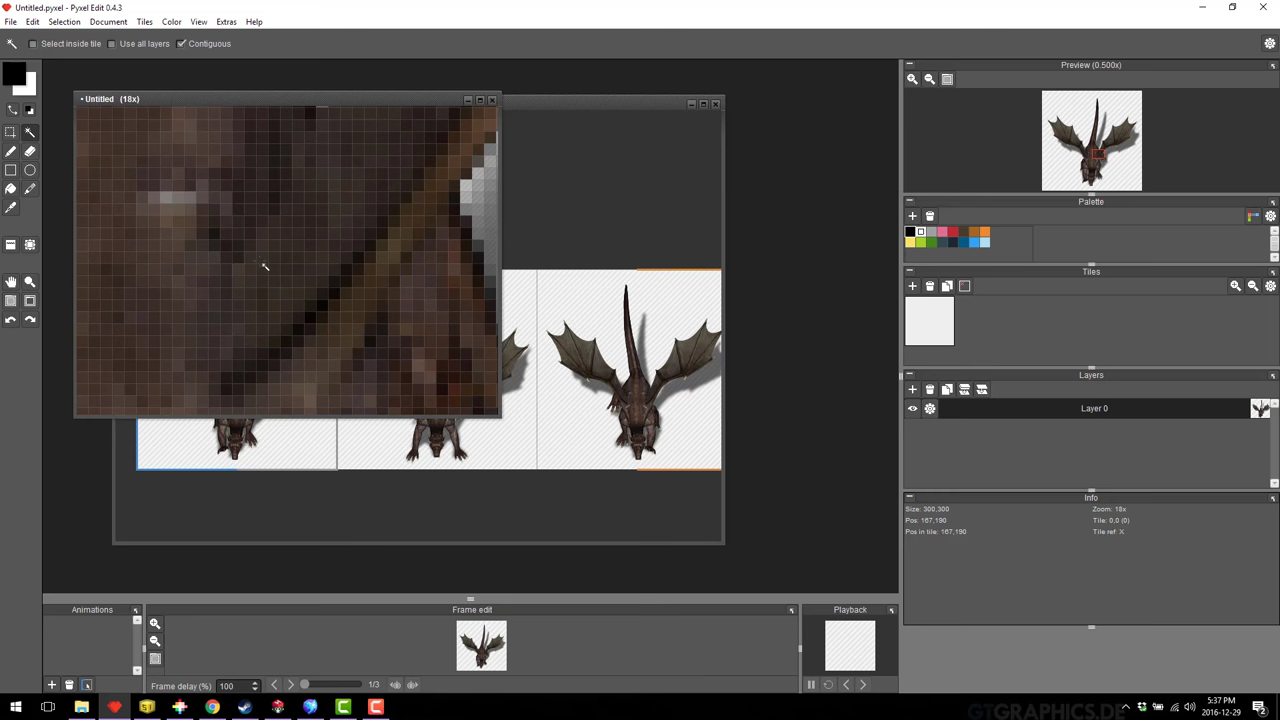 Untitled.pyxel - Pyxel Edit 0.4.3
File Edit Selection Document Tiles Color View Extras Help
Select inside tile Use all layers Contiguous
• Untitled (18x)
Preview (0.500x)
Palette
Tiles
Layers
Layer 0
Info
Size: 300,300 Zoom: 18x
Pos: 167,190 Tile: 0,0 (0)
Pos in tile: 167,190 Tile ref: X
Animations Frame edit Playback
Frame delay (%) 100 1/3
5:37 PM
2016-12-29
2
GTGRAPHICS.DE